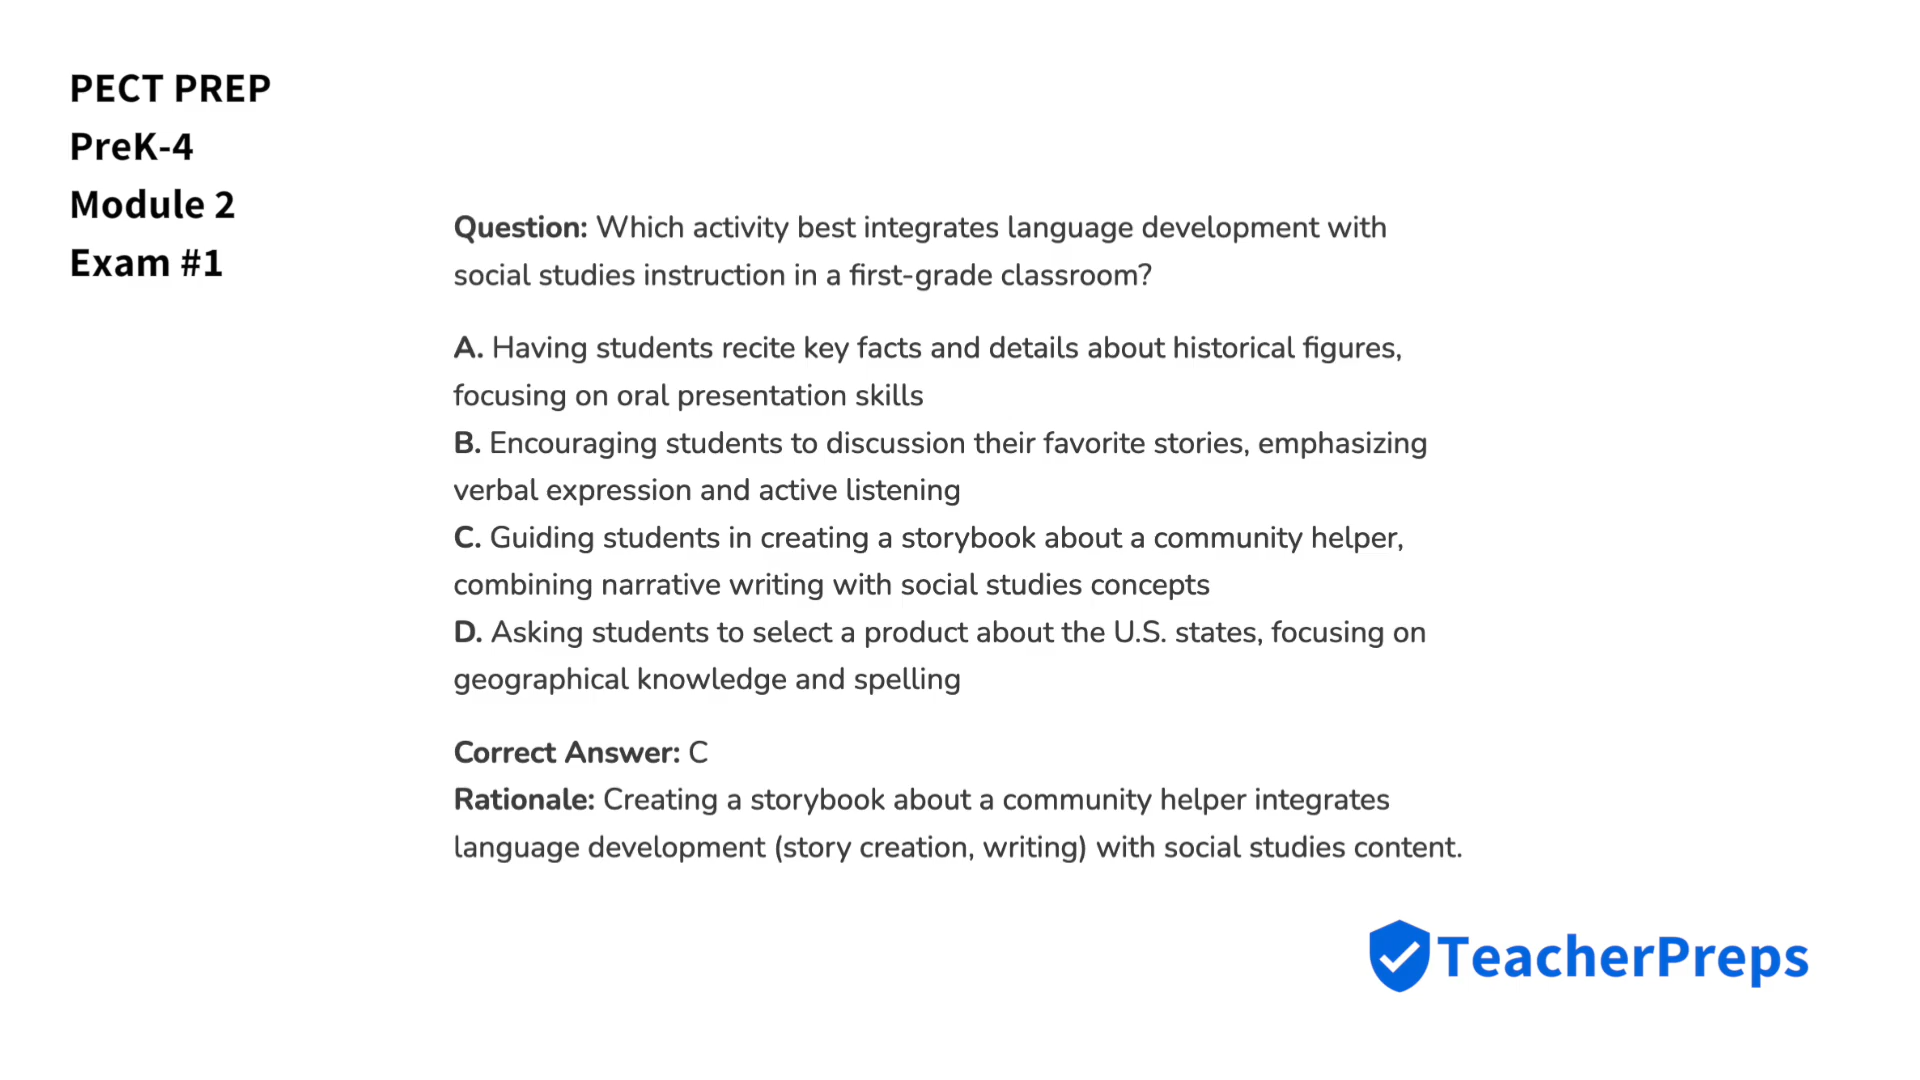 PECT PREP
PreK-4
Module 2
Exam #1
Question: Which activity best integrates language development with
social studies instruction in a first-grade classroom?
A. Having students recite key facts and details about historical figures,
focusing on oral presentation skills
B. Encouraging students to discussion their favorite stories, emphasizing
verbal expression and active listening
C. Guiding students in creating a storybook about a community helper,
combining narrative writing with social studies concepts
D. Asking students to select a product about the U.S. states, focusing on
geographical knowledge and spelling
Correct Answer: C
Rationale: Creating a storybook about a community helper integrates
language development (story creation, writing) with social studies content.
TeacherPreps